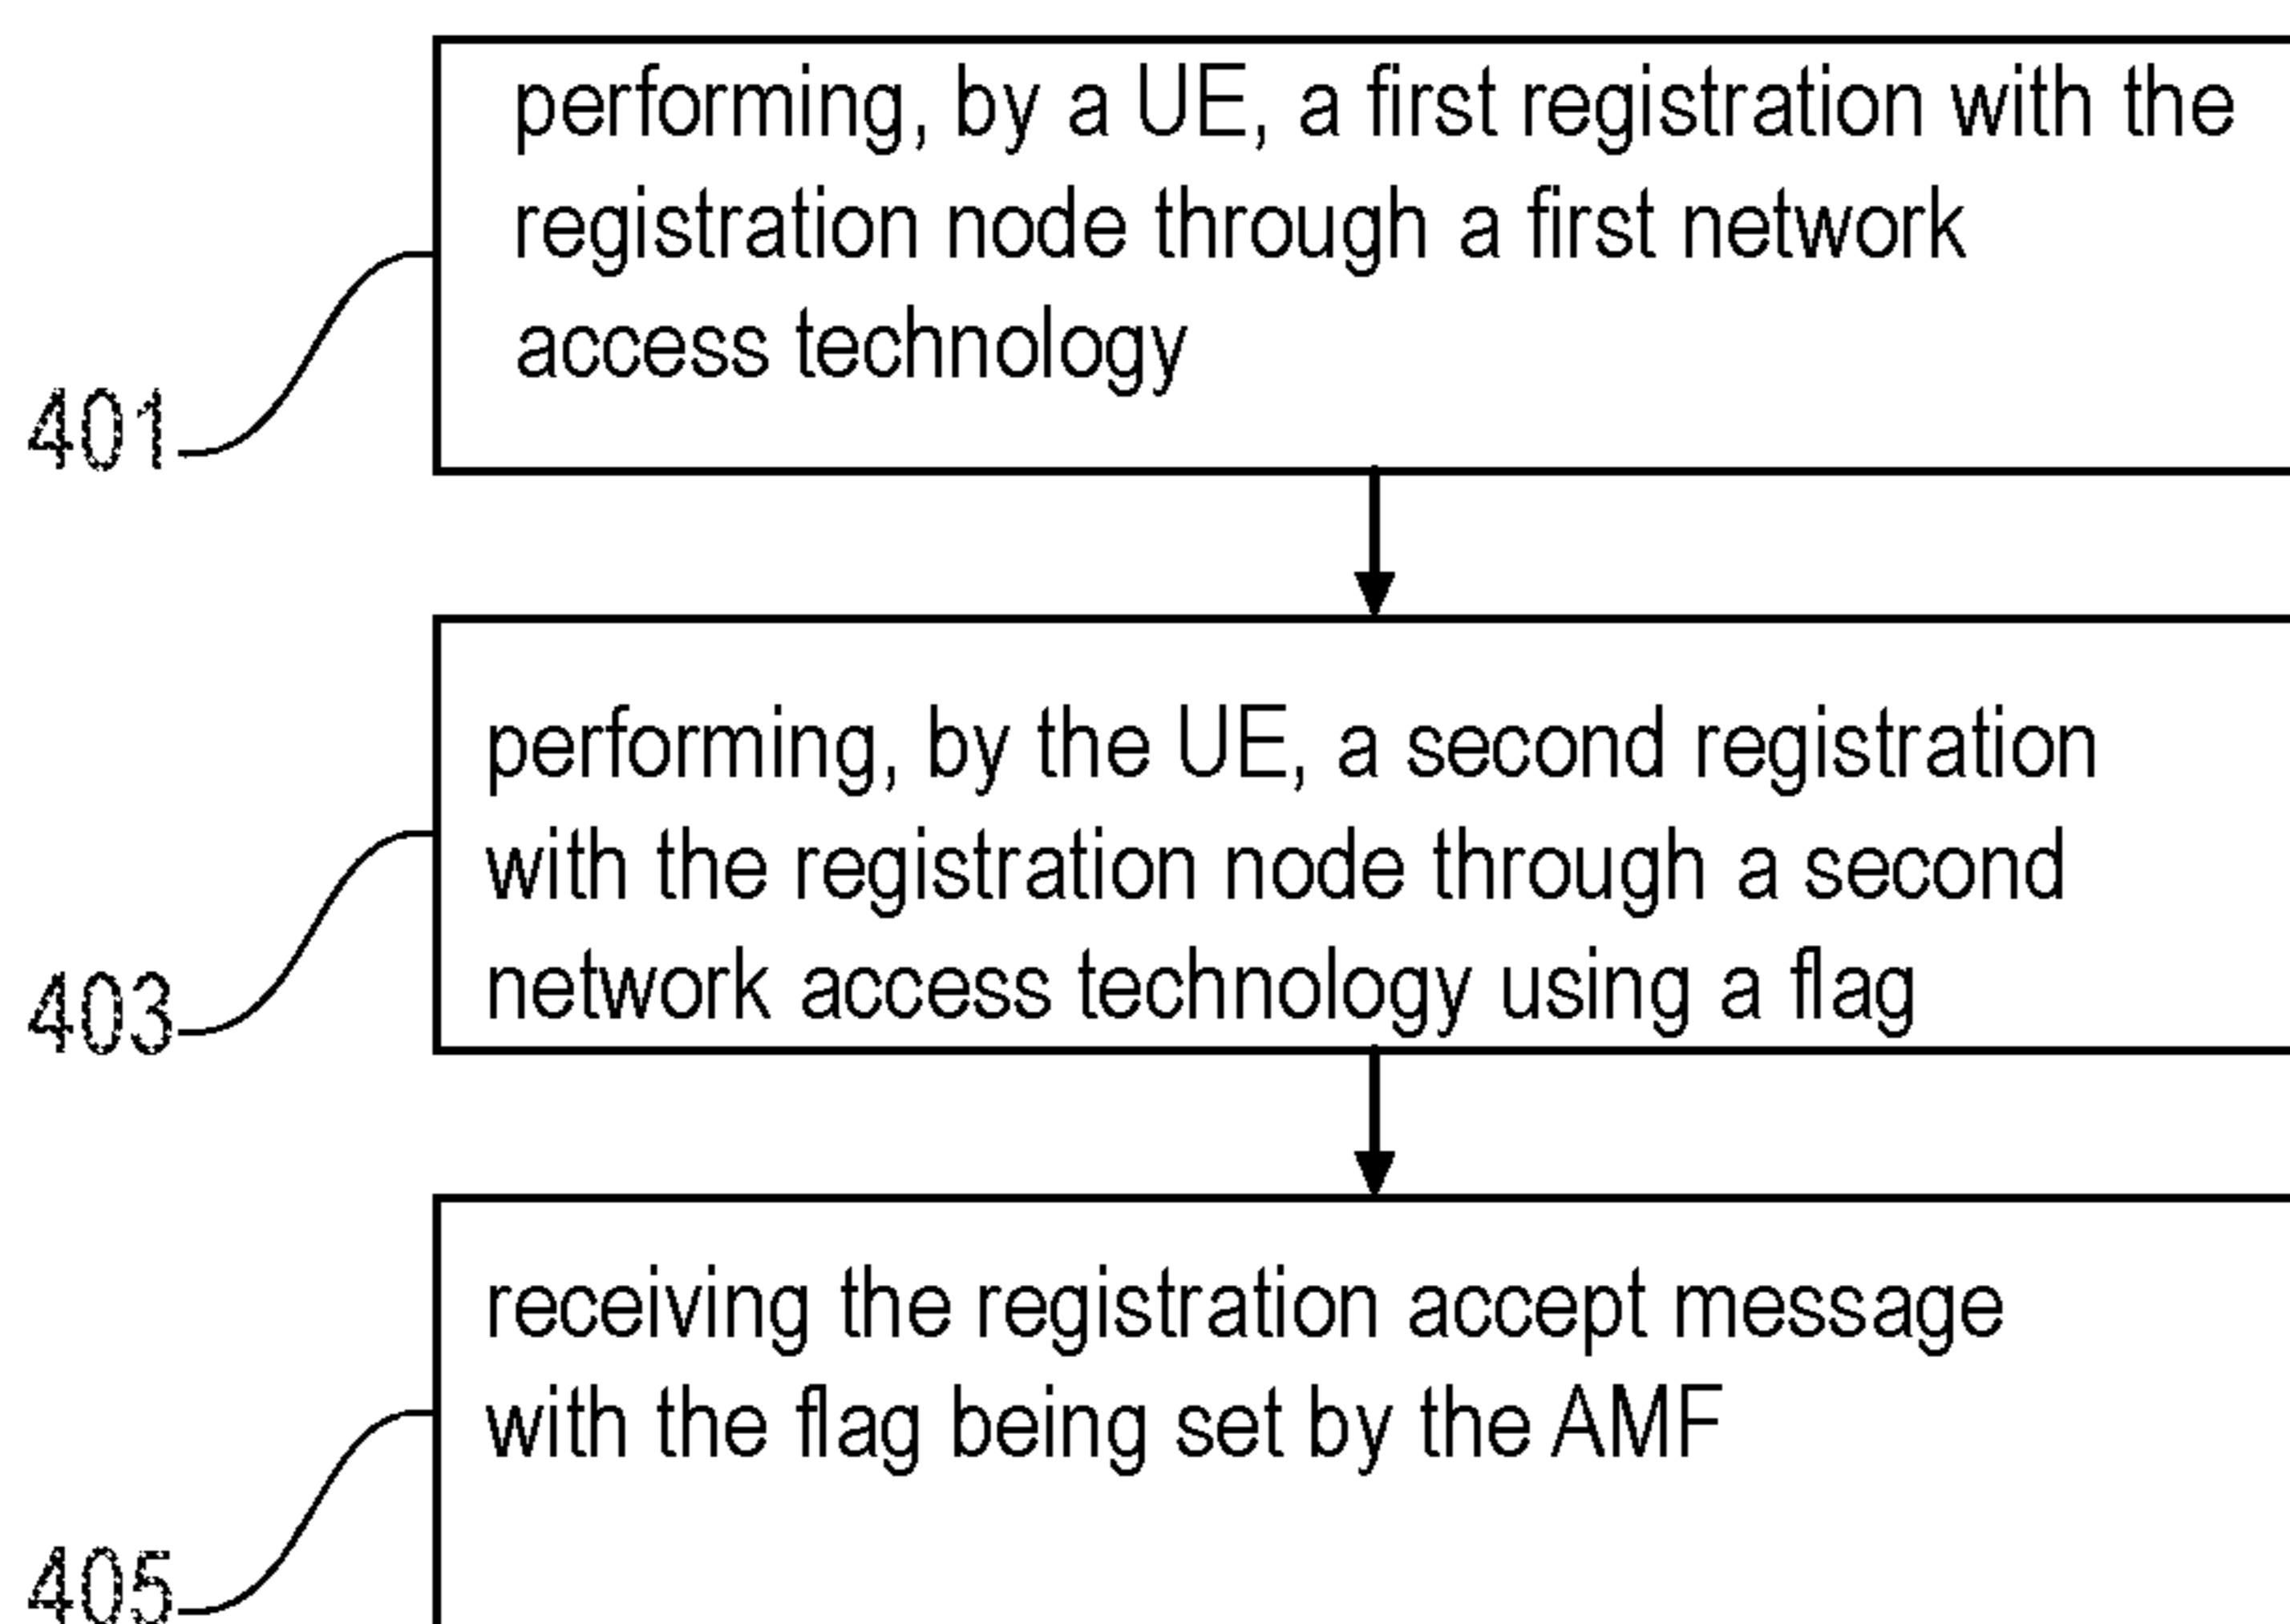 performing, by a UE, a first registration with the
registration node through a first network
access technology
401
performing, by the UE, a second registration
with the registration node through a second
network access technology using a flag
403
receiving the registration accept message
with the flag being set by the AMF
405